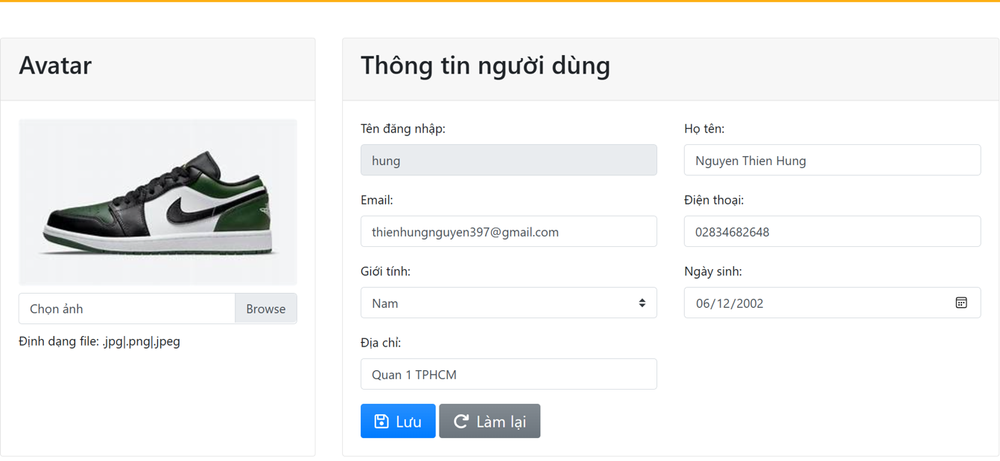 Avatar
Chọn ảnh
Browse
Định dạng file: .jpg|.png|.jpeg
Thông tin người dùng
Tên đăng nhập:
hung
Họ tên:
Nguyen Thien Hung
Email:
thienhungnguyen397@gmail.com
Điện thoại:
02834682648
Giới tính:
Nam
Ngày sinh:
06/12/2002
Địa chỉ:
Quan 1 TPHCM
Lưu
Làm lại